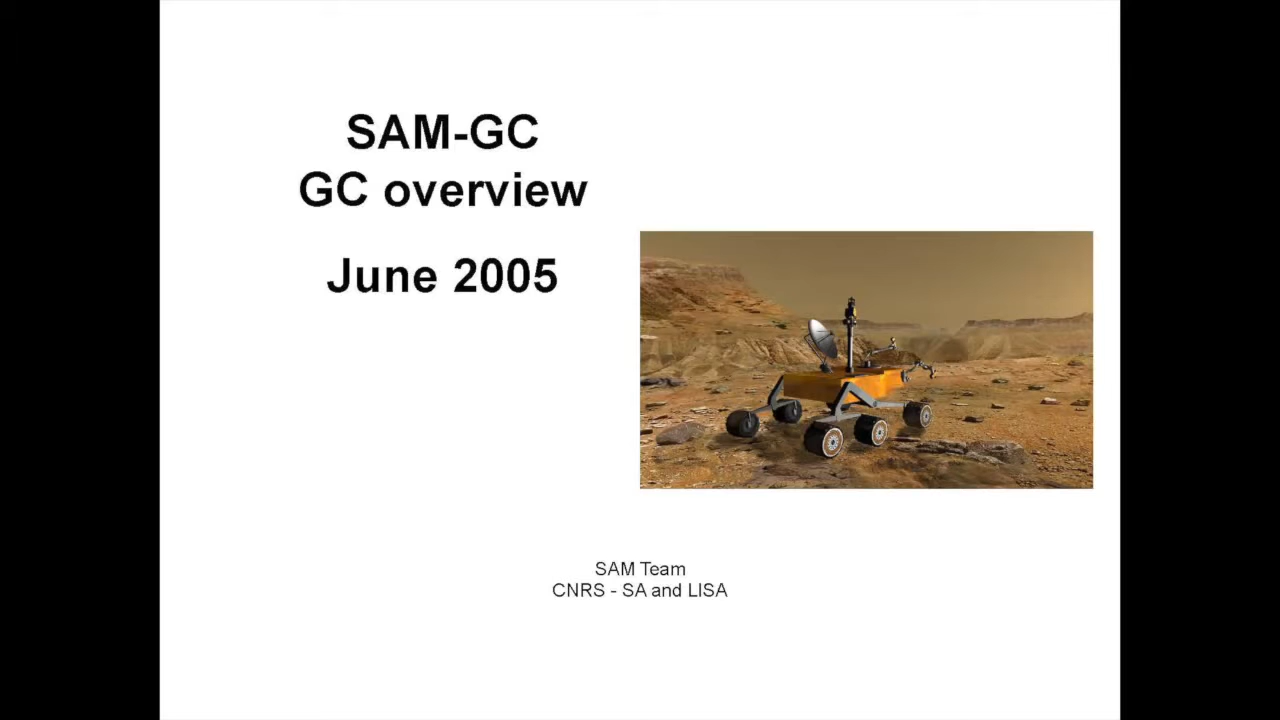 SAM-GC
GC overview
June 2005
SAM Team
CNRS - SA and LISA